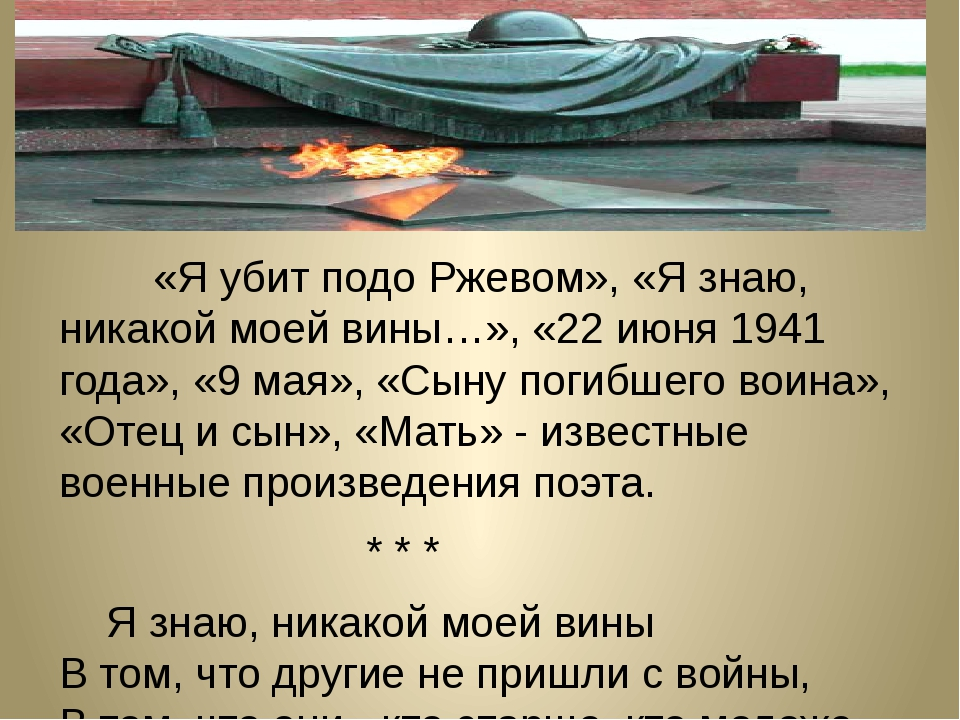 «Я убит подо Ржевом», «Я знаю,
никакой моей вины…», «22 июня 1941
года», «9 мая», «Сыну погибшего воина»,
«Отец и сын», «Мать» - известные
военные произведения поэта.
* * *
Я знаю, никакой моей вины
В том, что другие не пришли с войны,
В том, что они - кто старше, кто моложе